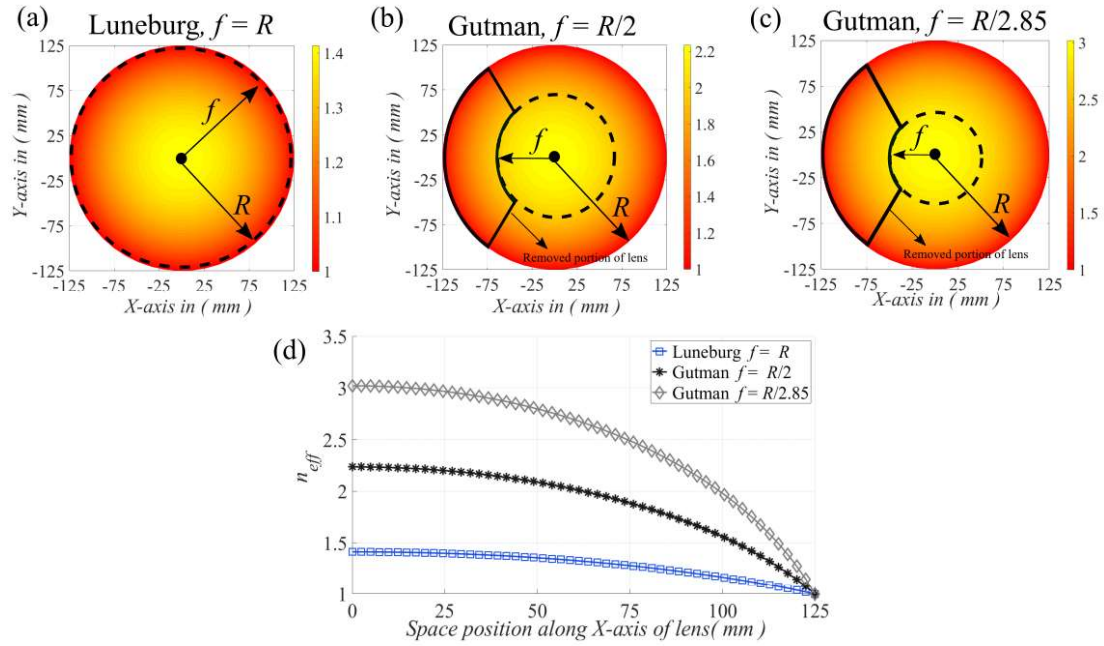 (a)
Luneburg, f = R
125
75
25
-25
-75
-125
Y-axis in ( mm )
f
R
-125
-75
-25
25
75
125
X-axis in ( mm )
1.4
1.3
1.2
1.1
1
(b)
Gutman, f = R/2
125
75
25
-25
-75
-125
Y-axis in ( mm )
f
R
Removed portion of lens
-125
-75
-25
25
75
125
X-axis in ( mm )
2.2
2
1.8
1.6
1.4
1.2
1
(c)
Gutman, f = R/2.85
125
75
25
-25
-75
-125
Y-axis in ( mm )
f
R
Removed portion of lens
-125
-75
-25
25
75
125
X-axis in ( mm )
3
2.5
2
1.5
1
(d)
3.5
3
2.5
2
1.5
1
n_eff
Luneburg f = R
Gutman f = R/2
Gutman f = R/2.85
0
25
50
75
100
125
Space position along X-axis of lens( mm )